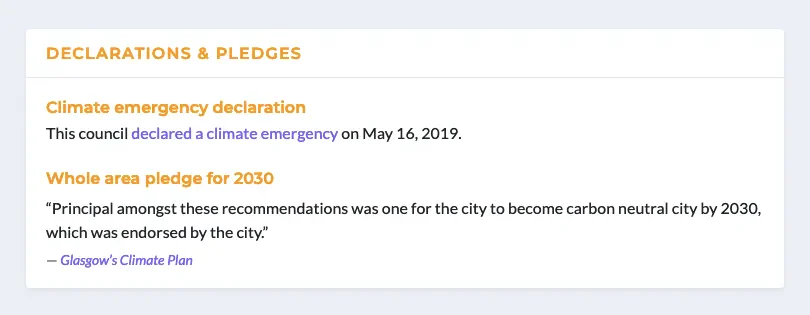 DECLARATIONS & PLEDGES
Climate emergency declaration
This council declared a climate emergency on May 16, 2019.
Whole area pledge for 2030
“Principal amongst these recommendations was one for the city to become carbon neutral city by 2030,
which was endorsed by the city.”
— Glasgow's Climate Plan